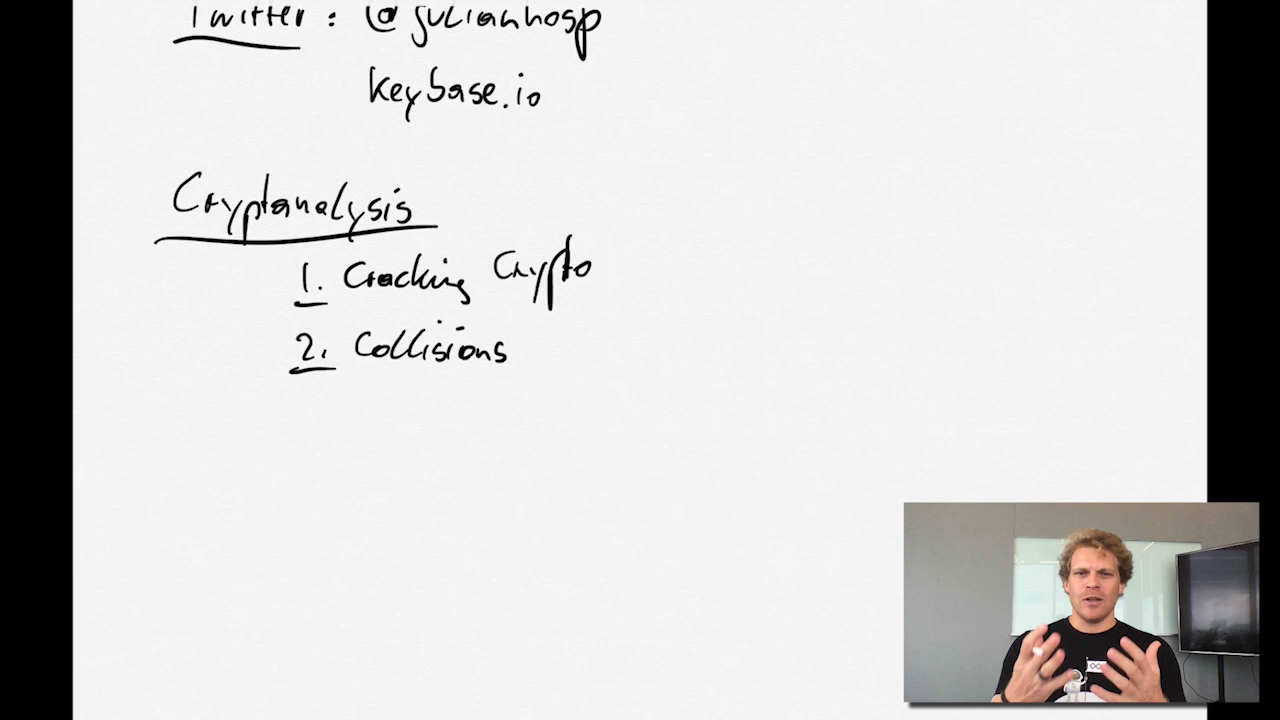 Twitter: @julianhosp
keybase.io
Cryptanalysis
1. Cracking Crypto
2. Collisions